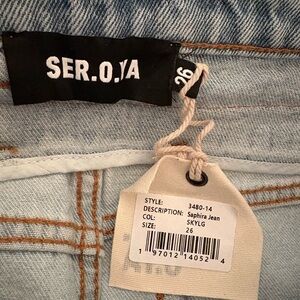 SER.O.YA
26
STYLE: 3480-14
DESCRIPTION: Saphira Jean
COL: SKYLG
SIZE: 26
1 97012 14052 4